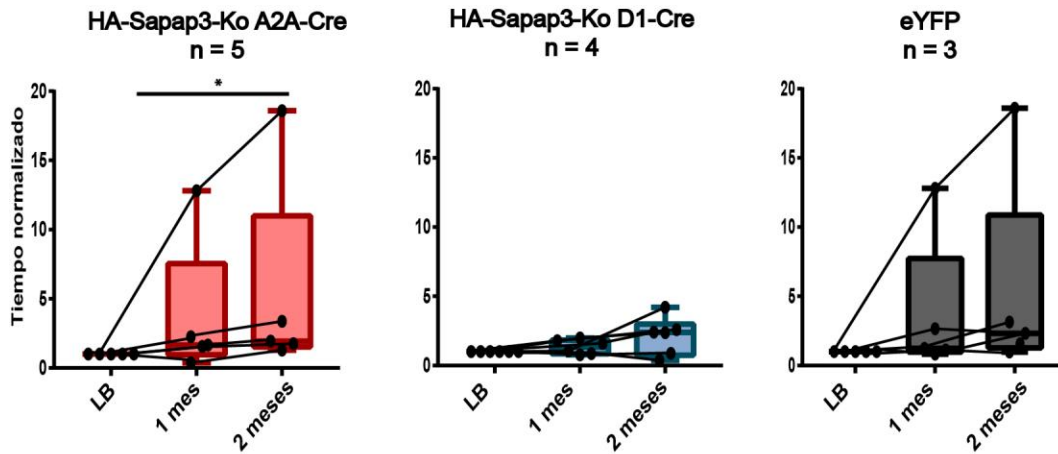 HA-Sapap3-Ko A2A-Cre
n = 5
Tiempo normalizado
20
15
10
5
0
*
LB
1 mes
2 meses
HA-Sapap3-Ko D1-Cre
n = 4
20
15
10
5
0
LB
1 mes
2 meses
eYFP
n = 3
20
15
10
5
0
LB
1 mes
2 meses